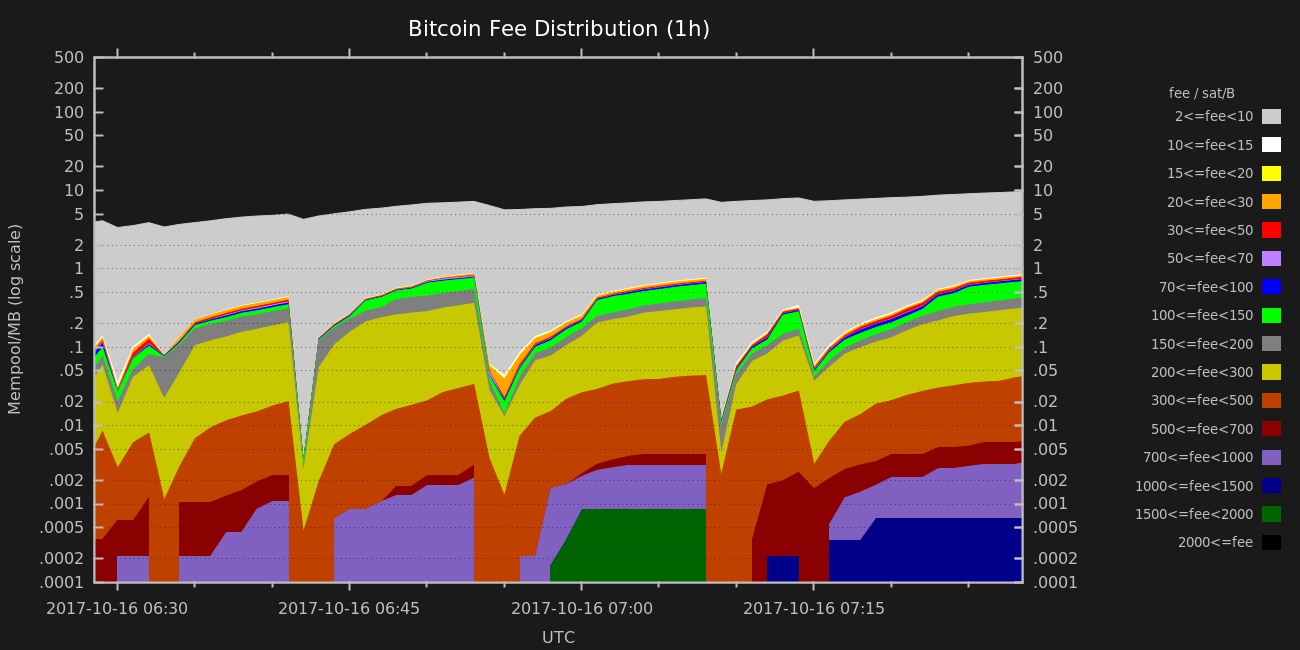 Bitcoin Fee Distribution (1h)
500 500
200 200
100 100
50 50
20 20
10 10
5 5
2 2
1 1
.5 .5
.2 .2
.1 .1
.05 .05
.02 .02
.01 .01
.005 .005
.002 .002
.001 .001
.0005 .0005
.0002 .0002
.0001 .0001
Mempool/MB (log scale)
2017-10-16 06:30 2017-10-16 06:45 2017-10-16 07:00 2017-10-16 07:15
UTC
fee / sat/B
2<=fee<10
10<=fee<15
15<=fee<20
20<=fee<30
30<=fee<50
50<=fee<70
70<=fee<100
100<=fee<150
150<=fee<200
200<=fee<300
300<=fee<500
500<=fee<700
700<=fee<1000
1000<=fee<1500
1500<=fee<2000
2000<=fee